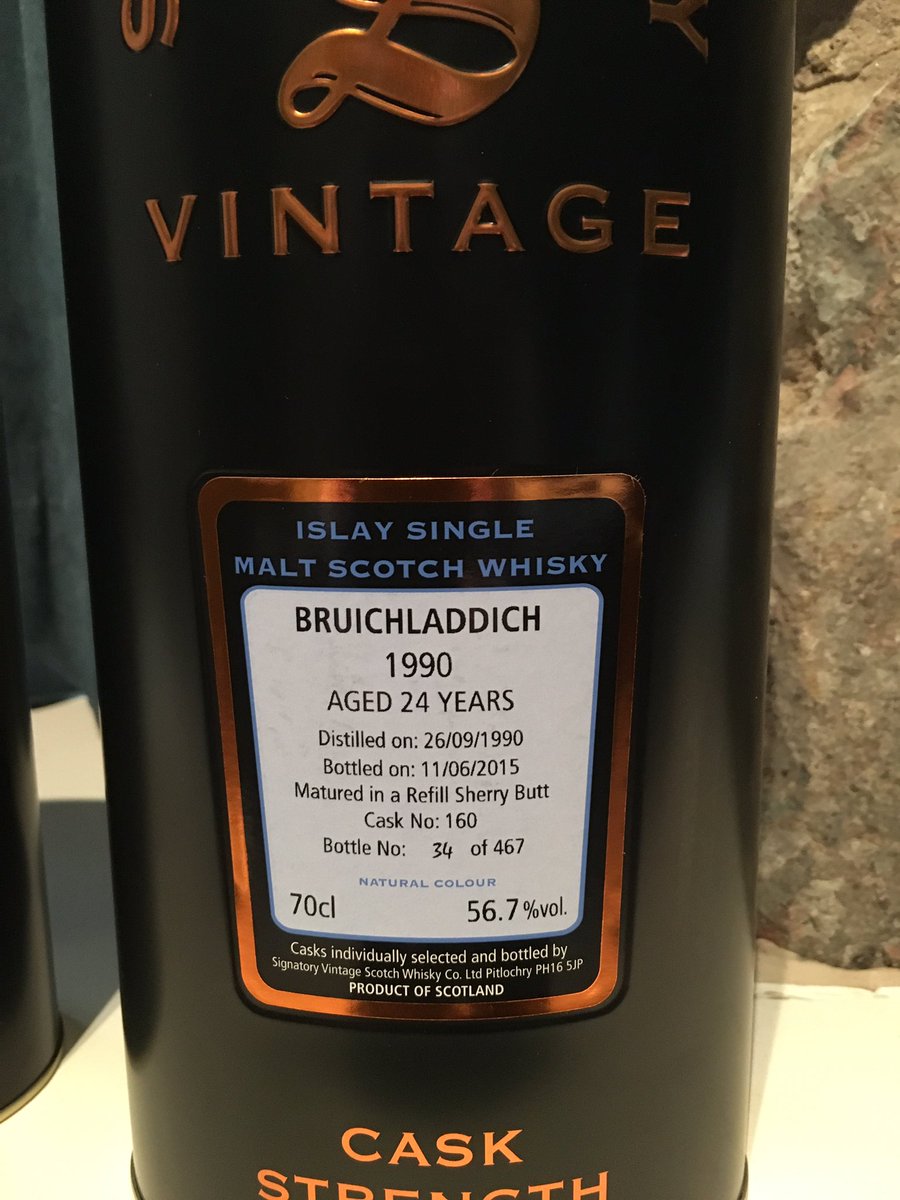 VINTAGE
ISLAY SINGLE
MALT SCOTCH WHISKY
BRUICHLADDICH
1990
AGED 24 YEARS
Distilled on: 26/09/1990
Bottled on: 11/06/2015
Matured in a Refill Sherry Butt
Cask No: 160
Bottle No: 34 of 467
NATURAL COLOUR
70cl 56.7%vol.
Casks individually selected and bottled by
Signatory Vintage Scotch Whisky Co. Ltd Pitlochry PH16 5JP
PRODUCT OF SCOTLAND
CASK
STRENGTH